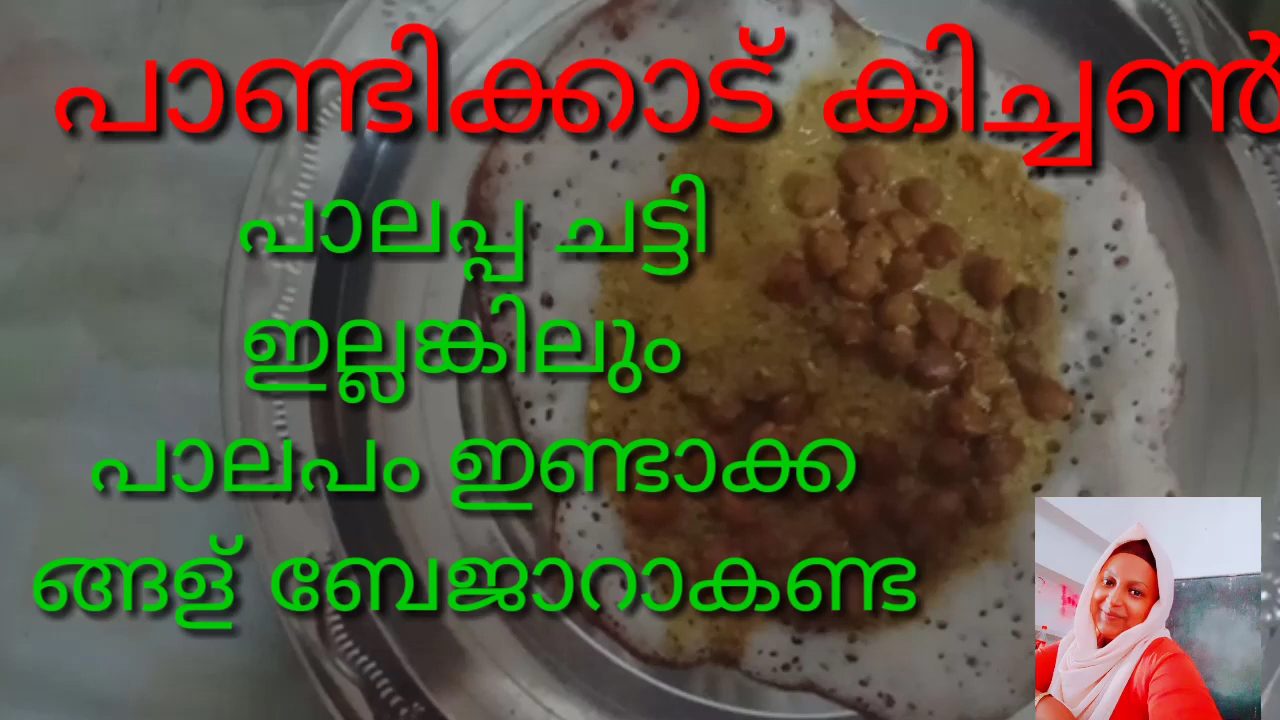 പാണ്ടിക്കാട് കിച്ചൺ
പാലപ്പ ചട്ടി
ഇല്ലങ്കിലും
പാലപം ഇണ്ടാക്ക
ങ്ങള് ബേജാറാകണ്ട